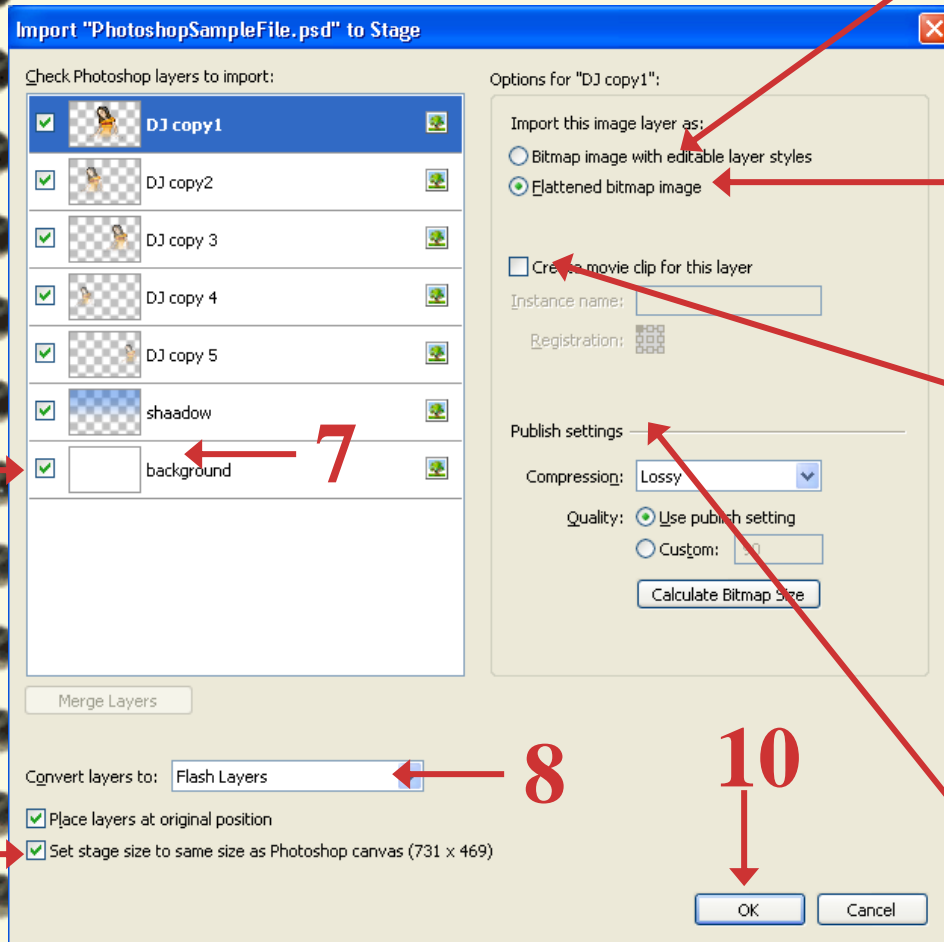 Import "PhotoshopSampleFile.psd" to Stage
Check Photoshop layers to import:
DJ copy1
DJ copy2
DJ copy 3
DJ copy 4
DJ copy 5
shaadow
background
7
Merge Layers
Convert layers to: Flash Layers
8
Place layers at original position
Set stage size to same size as Photoshop canvas (731 x 469)
Options for "DJ copy1":
Import this image layer as:
Bitmap image with editable layer styles
Flattened bitmap image
Create movie clip for this layer
Instance name:
Registration:
Publish settings
Compression: Lossy
Quality: Use publish setting
Custom: 90
Calculate Bitmap Size
10
OK Cancel